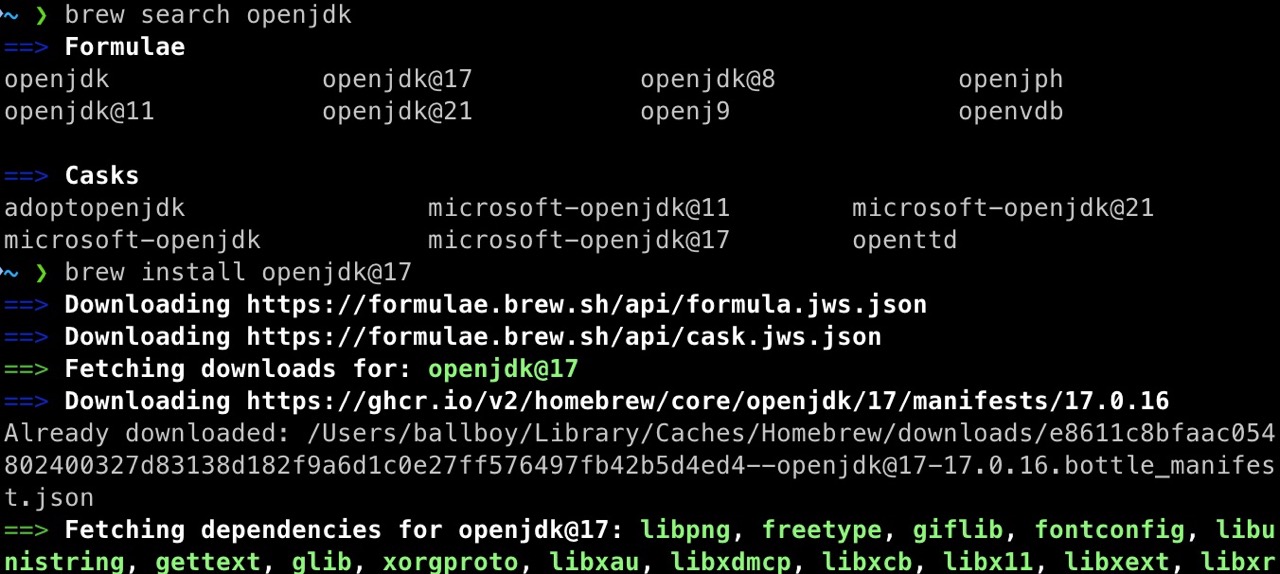 ~ ❯ brew search openjdk
==> Formulae
openjdk openjdk@17 openjdk@8 openjph
openjdk@11 openjdk@21 openj9 openvdb
==> Casks
adoptopenjdk microsoft-openjdk@11 microsoft-openjdk@21
microsoft-openjdk microsoft-openjdk@17 openttd
~ ❯ brew install openjdk@17
==> Downloading https://formulae.brew.sh/api/formula.jws.json
==> Downloading https://formulae.brew.sh/api/cask.jws.json
==> Fetching downloads for: openjdk@17
==> Downloading https://ghcr.io/v2/homebrew/core/openjdk/17/manifests/17.0.16
Already downloaded: /Users/ballboy/Library/Caches/Homebrew/downloads/e8611c8bfaac054
802400327d83138d182f9a6d1c0e27ff576497fb42b5d4ed4--openjdk@17-17.0.16.bottle_manifes
t.json
==> Fetching dependencies for openjdk@17: libpng, freetype, giflib, fontconfig, libu
nistring, gettext, glib, xorgproto, libxau, libxdmcp, libxcb, libx11, libxext, libxr